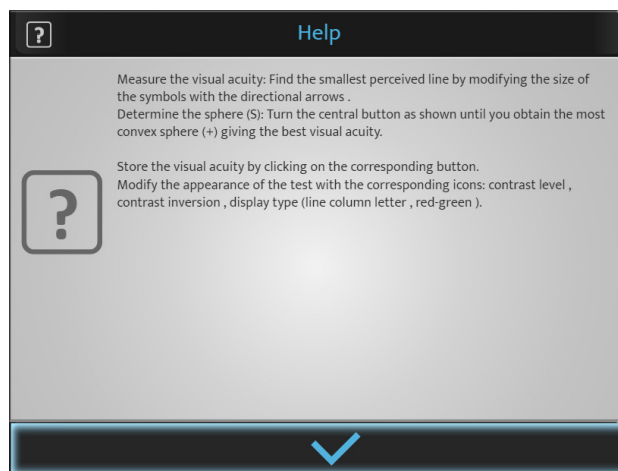 ?
Help
Measure the visual acuity: Find the smallest perceived line by modifying the size of
the symbols with the directional arrows .
Determine the sphere (S): Turn the central button as shown until you obtain the most
convex sphere (+) giving the best visual acuity.
Store the visual acuity by clicking on the corresponding button.
Modify the appearance of the test with the corresponding icons: contrast level ,
contrast inversion , display type (line column letter , red-green ).
?